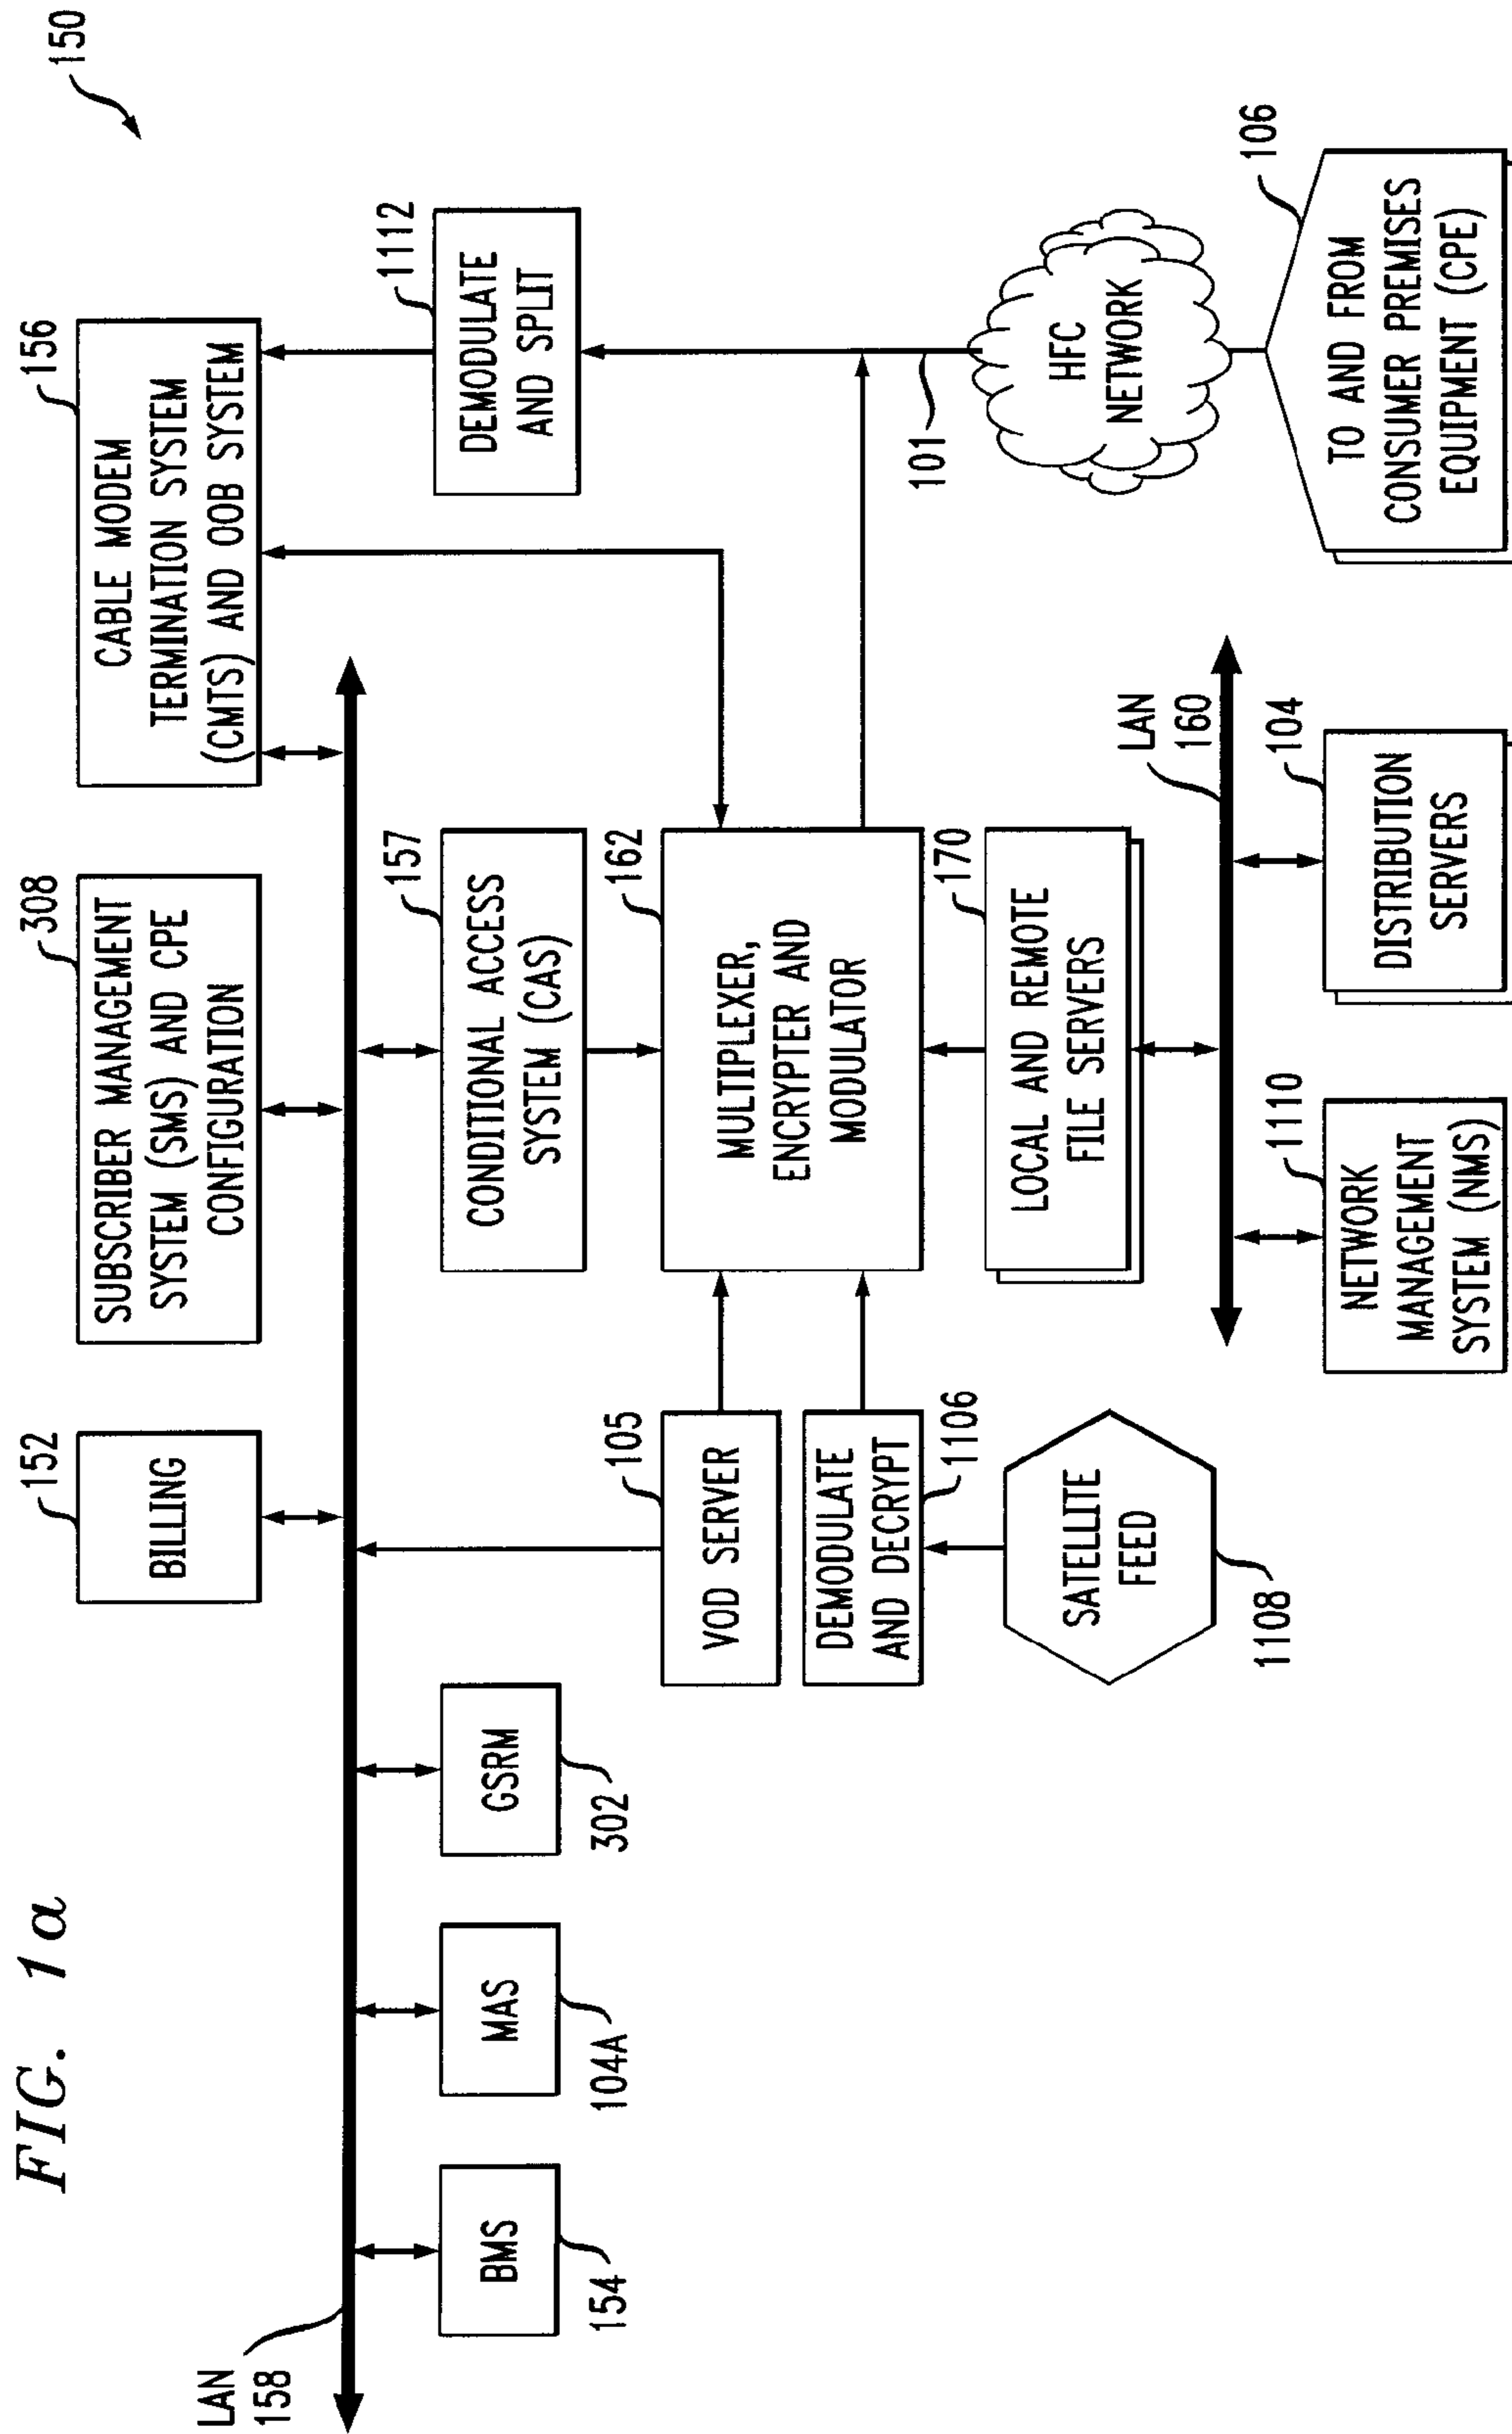 FIG. 1a
150
LAN
158
BILLING
152
SUBSCRIBER MANAGEMENT
SYSTEM (SMS) AND CPE
CONFIGURATION
308
CABLE MODEM
TERMINATION SYSTEM
(CMTS) AND OOB SYSTEM
156
BMS
154
MAS
104A
GSRM
302
CONDITIONAL ACCESS
SYSTEM (CAS)
157
DEMODULATE
AND SPLIT
1112
VOD SERVER
105
MULTIPLEXER,
ENCRYPTER AND
MODULATOR
162
DEMODULATE
AND DECRYPT
1106
SATELLITE
FEED
1108
LOCAL AND REMOTE
FILE SERVERS
170
101
HFC
NETWORK
LAN
160
NETWORK
MANAGEMENT
SYSTEM (NMS)
1110
DISTRIBUTION
SERVERS
104
TO AND FROM
CONSUMER PREMISES
EQUIPMENT (CPE)
106